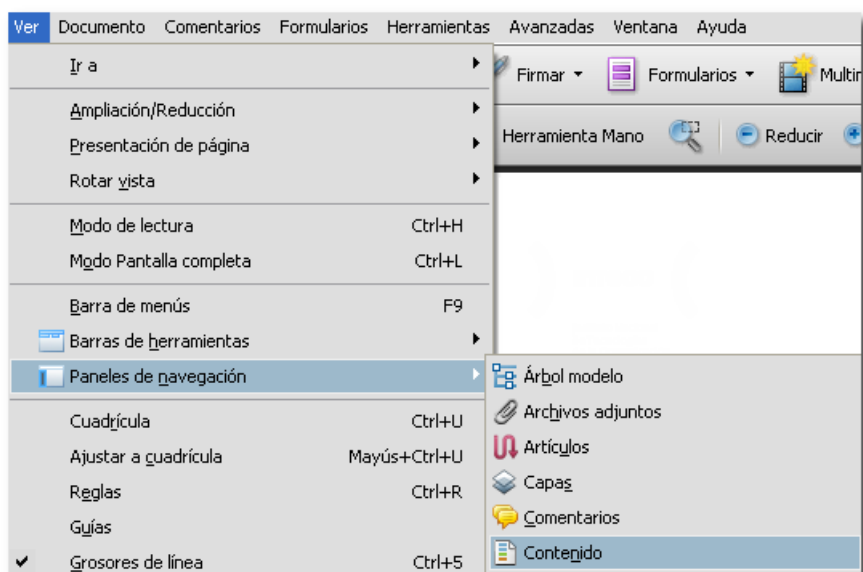 Ver Documento Comentarios Formularios Herramientas Avanzadas Ventana Ayuda
Firmar Formularios
Herramienta Mano Reducir
Ir a
Ampliación/Reducción
Presentación de página
Rotar vista
Modo de lectura Ctrl+H
Modo Pantalla completa Ctrl+L
Barra de menús F9
Barras de herramientas
Paneles de navegación
Cuadrícula Ctrl+U
Ajustar a cuadrícula Mayús+Ctrl+U
Reglas Ctrl+R
Guías
Grosores de línea Ctrl+5
Árbol modelo
Archivos adjuntos
Artículos
Capas
Comentarios
Contenido